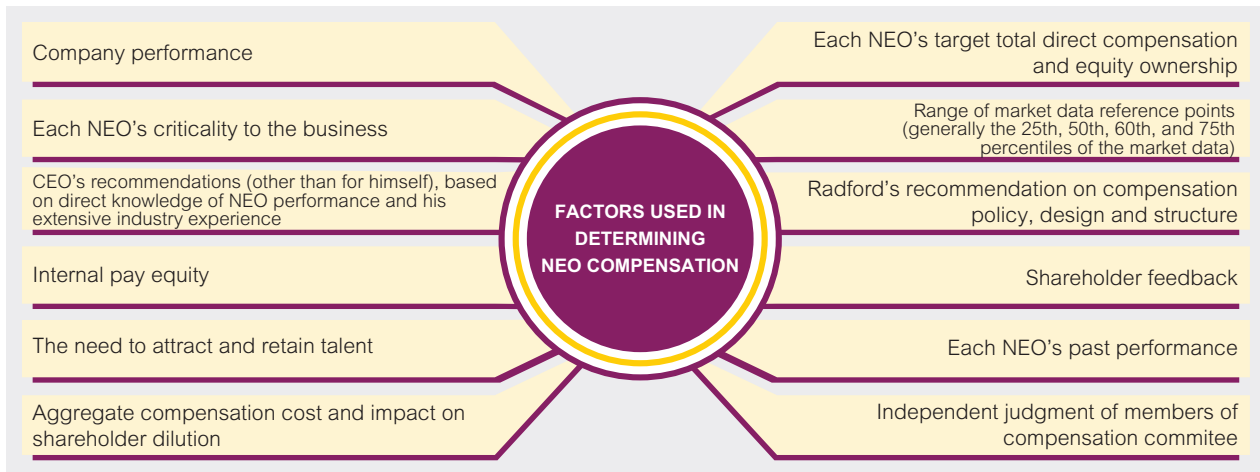 Company performance
Each NEO's criticality to the business
CEO's recommendations (other than for himself), based
on direct knowledge of NEO performance and his
extensive industry experience
Internal pay equity
The need to attract and retain talent
Aggregate compensation cost and impact on
shareholder dilution
FACTORS USED IN
DETERMINING
NEO COMPENSATION
Each NEO's target total direct compensation
and equity ownership
Range of market data reference points
(generally the 25th, 50th, 60th, and 75th
percentiles of the market data)
Radford's recommendation on compensation
policy, design and structure
Shareholder feedback
Each NEO's past performance
Independent judgment of members of
compensation commitee